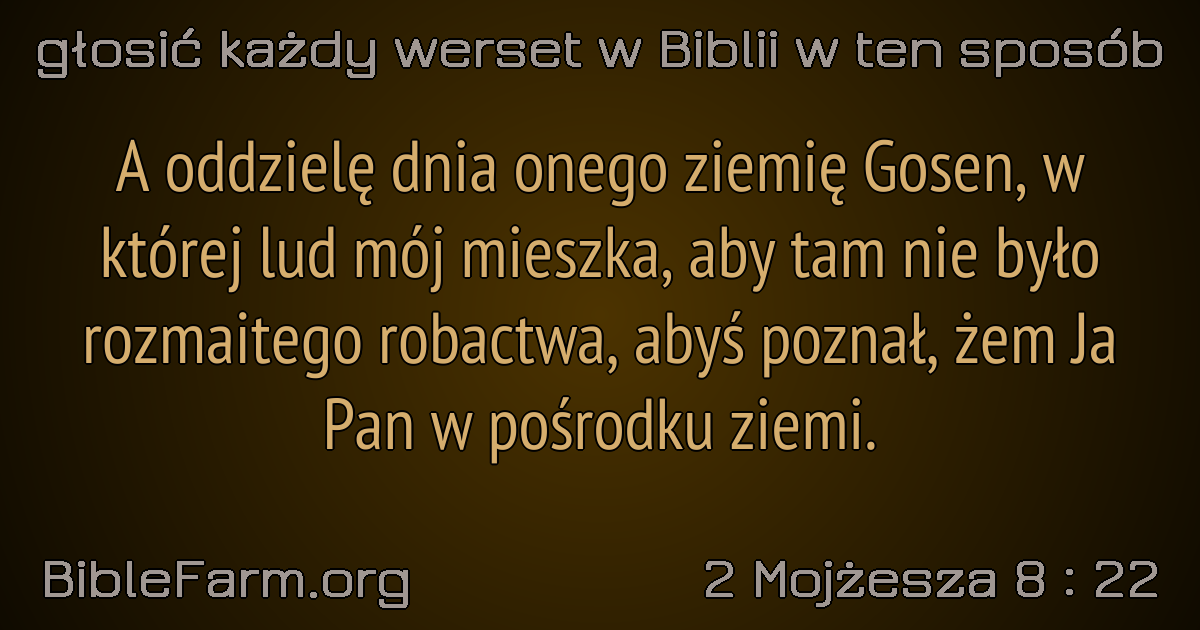 głosić każdy werset w Biblii w ten sposób
A oddzielę dnia onego ziemię Gosen, w
której lud mój mieszka, aby tam nie było
rozmaitego robactwa, abyś poznał, żem Ja
Pan w pośrodku ziemi.
BibleFarm.org
2 Mojżesza 8 : 22